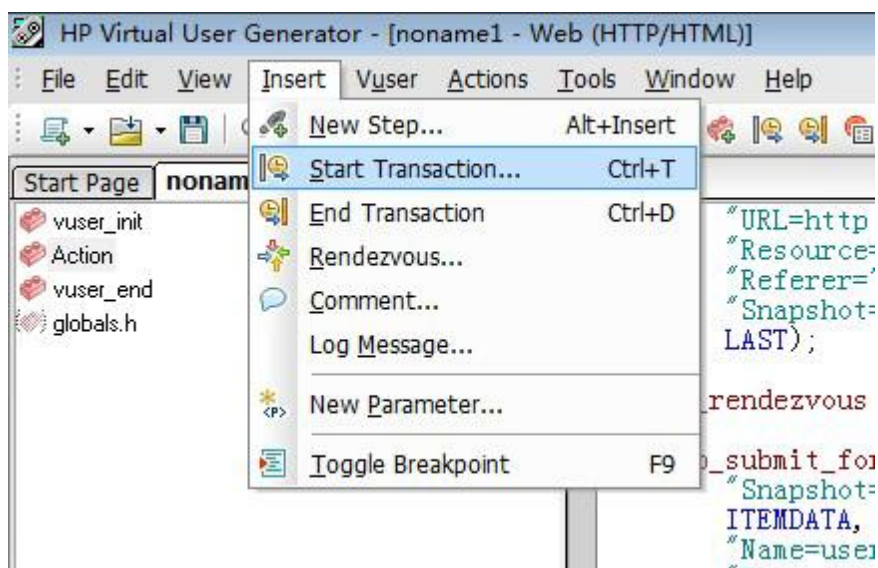 HP Virtual User Generator - [noname1 - Web (HTTP/HTML)]
File Edit View Insert Vuser Actions Tools Window Help
New Step... Alt+Insert
Start Page nonam Start Transaction... Ctrl+T
vuser_init End Transaction Ctrl+D "URL=http
Action Rendezvous... "Resource=
vuser_end Comment... "Referer="
globals.h Log Message... "Snapshot=
LAST);
<P> New Parameter... _rendezvous
Toggle Breakpoint F9 _submit_for
"Snapshot=
ITEMDATA,
"Name=user